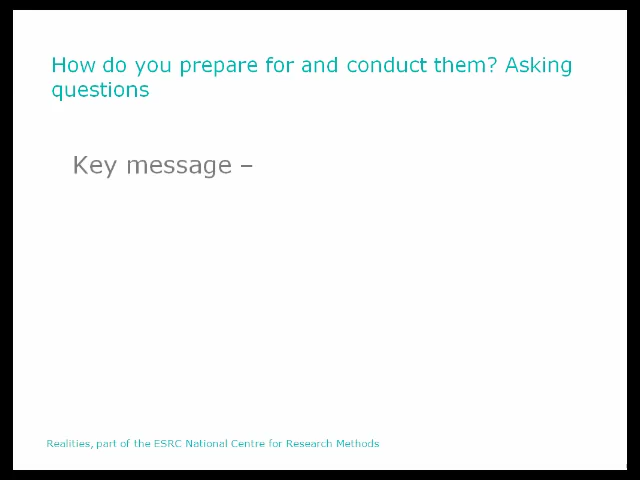 How do you prepare for and conduct them? Asking
questions
Key message –
Realities, part of the ESRC National Centre for Research Methods